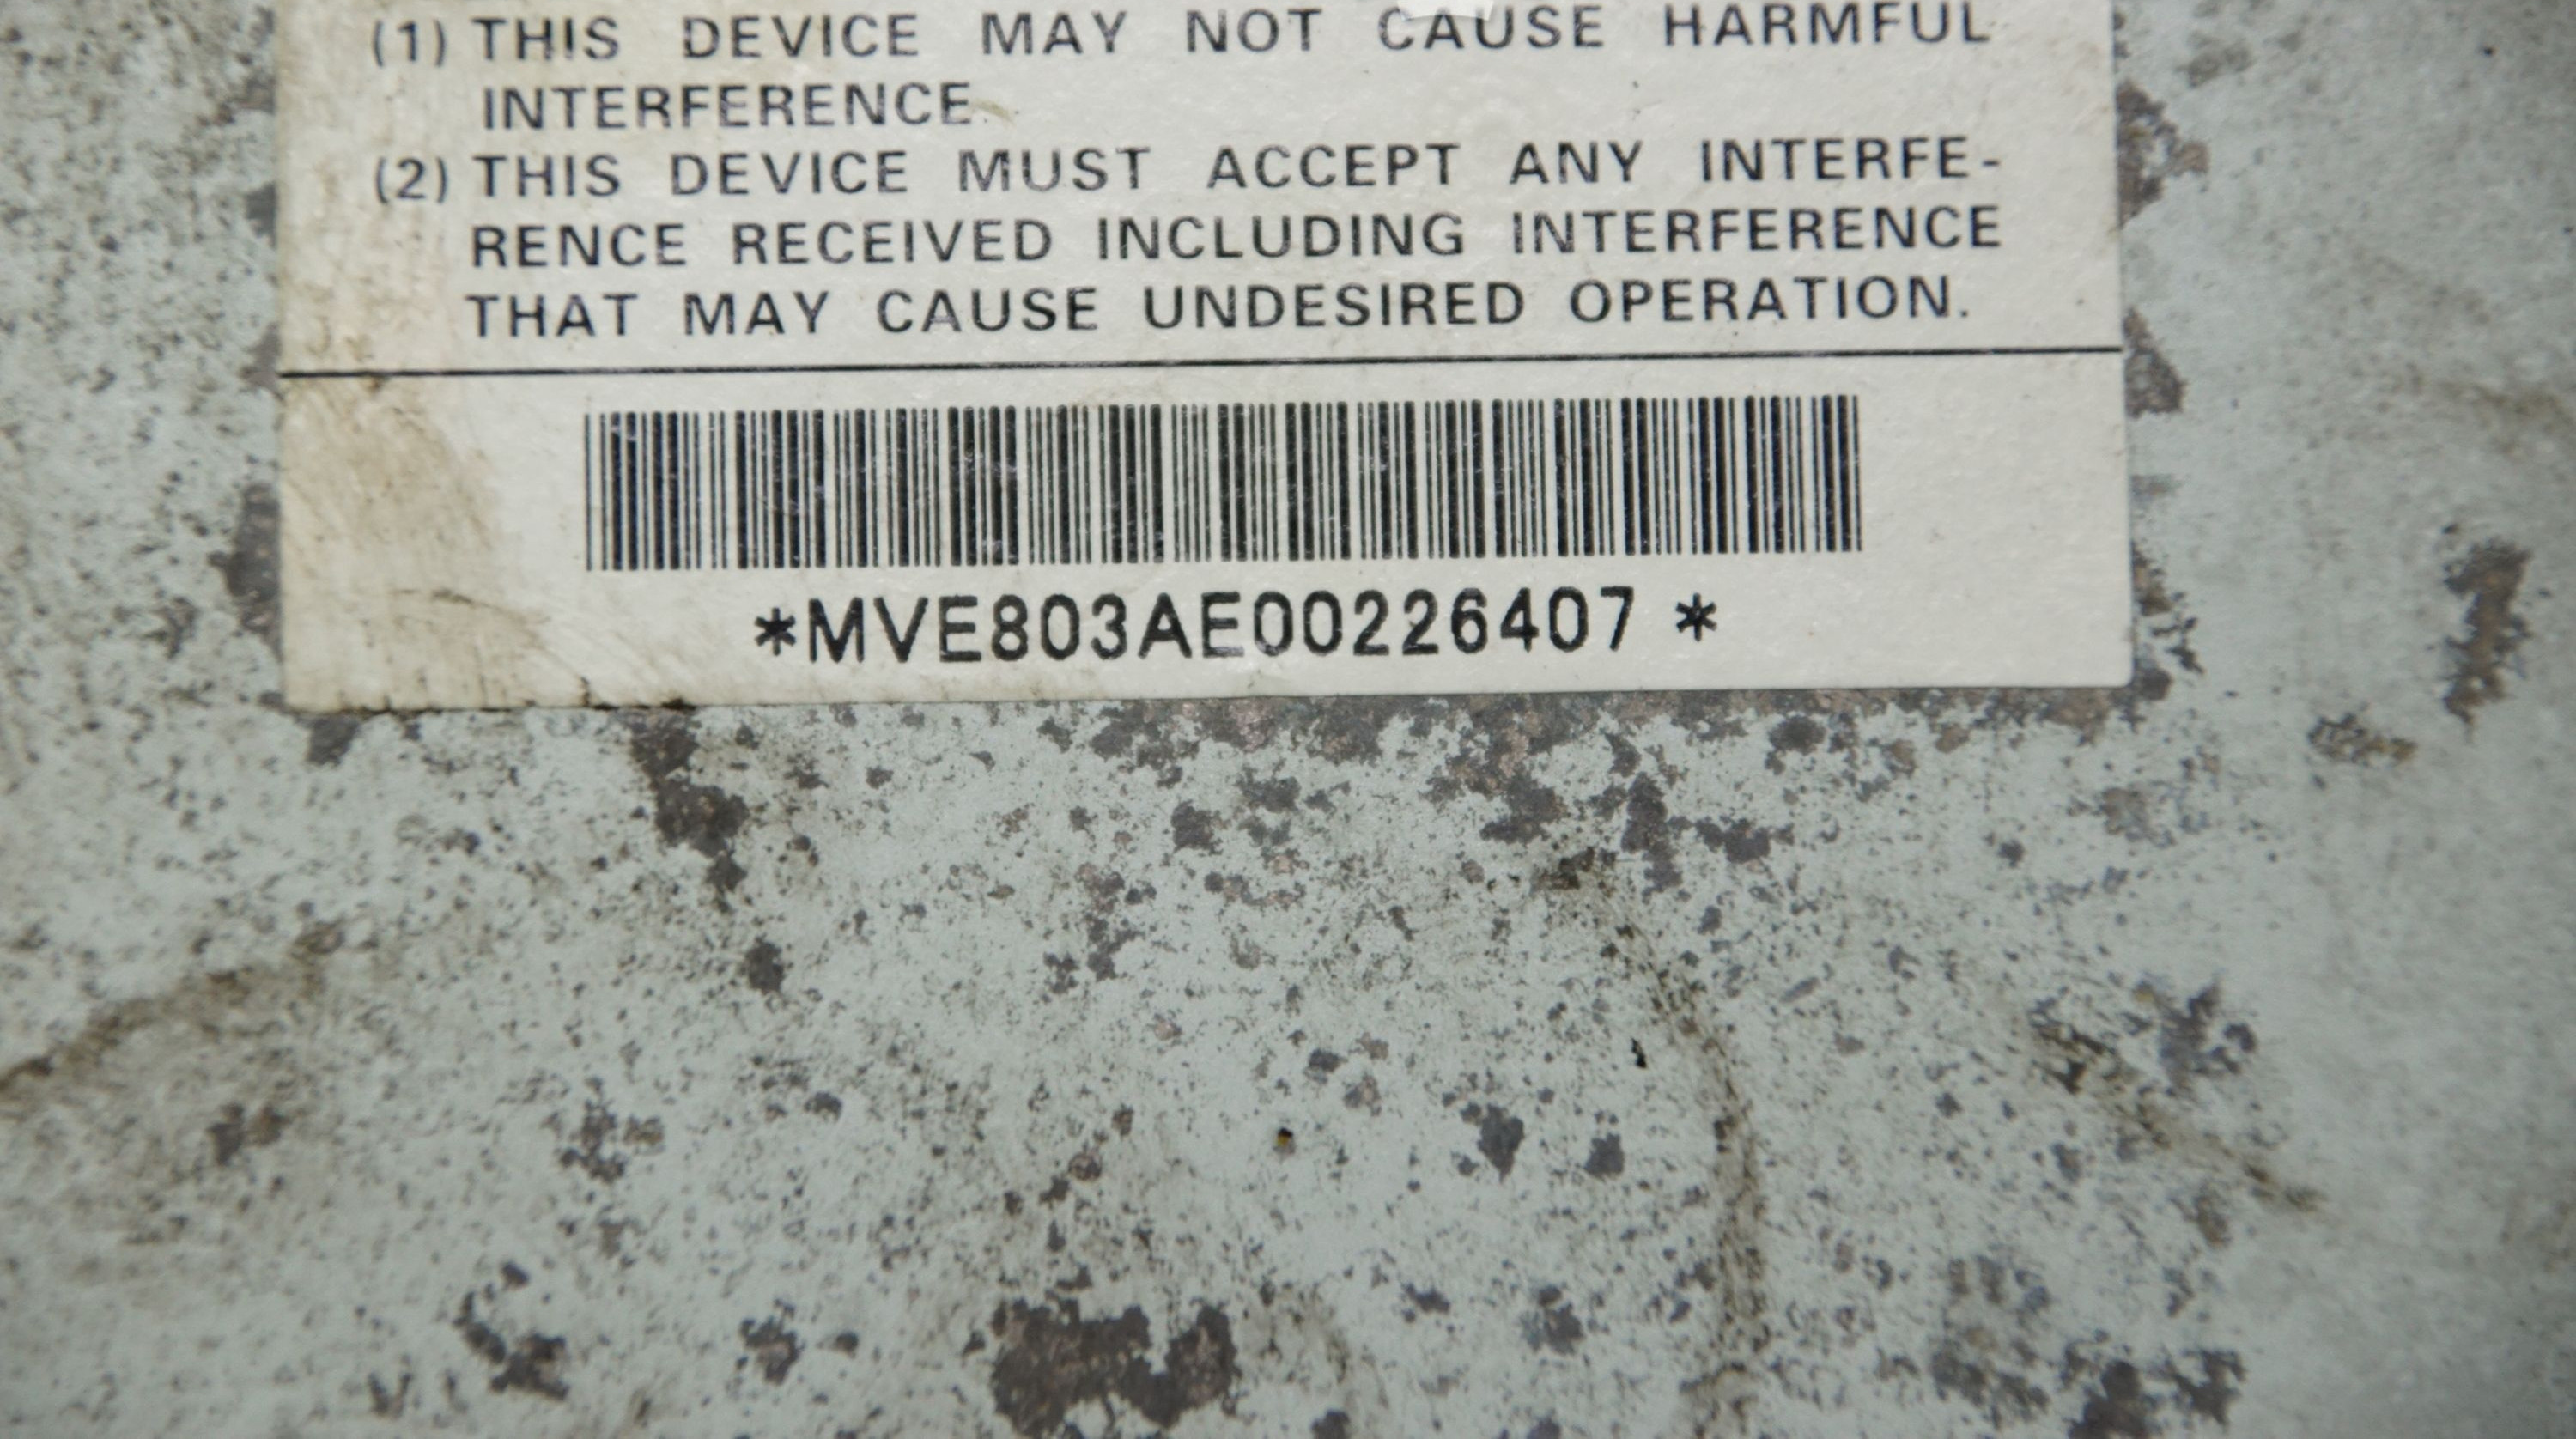 (1) THIS DEVICE MAY NOT CAUSE HARMFUL
INTERFERENCE.
(2) THIS DEVICE MUST ACCEPT ANY INTERFE-
RENCE RECEIVED INCLUDING INTERFERENCE
THAT MAY CAUSE UNDESIRED OPERATION.
*MVE803AE00226407 *